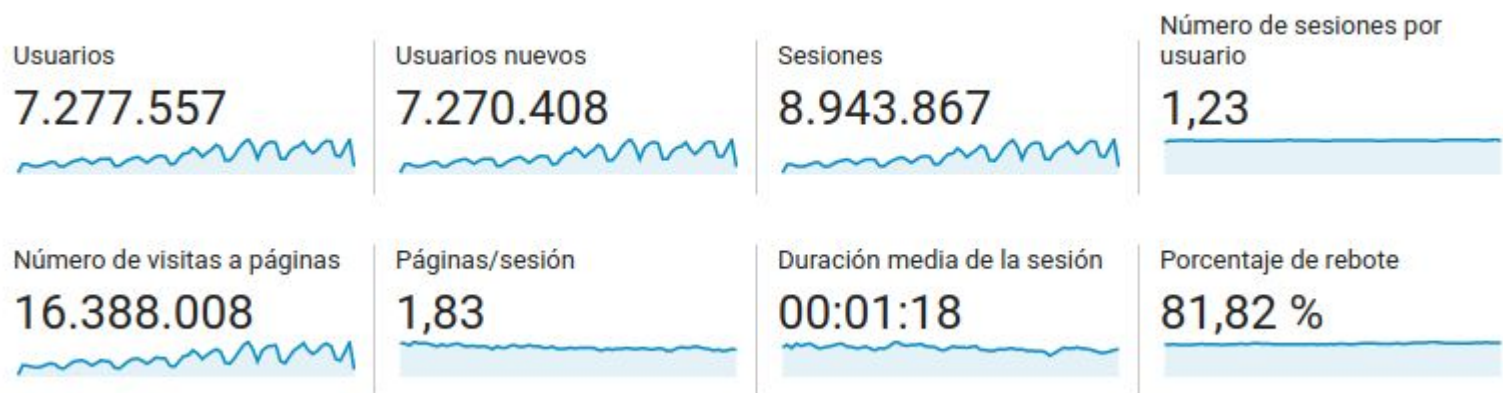 Usuarios
7.277.557
Usuarios nuevos
7.270.408
Sesiones
8.943.867
Número de sesiones por
usuario
1,23
Número de visitas a páginas
16.388.008
Páginas/sesión
1,83
Duración media de la sesión
00:01:18
Porcentaje de rebote
81,82 %